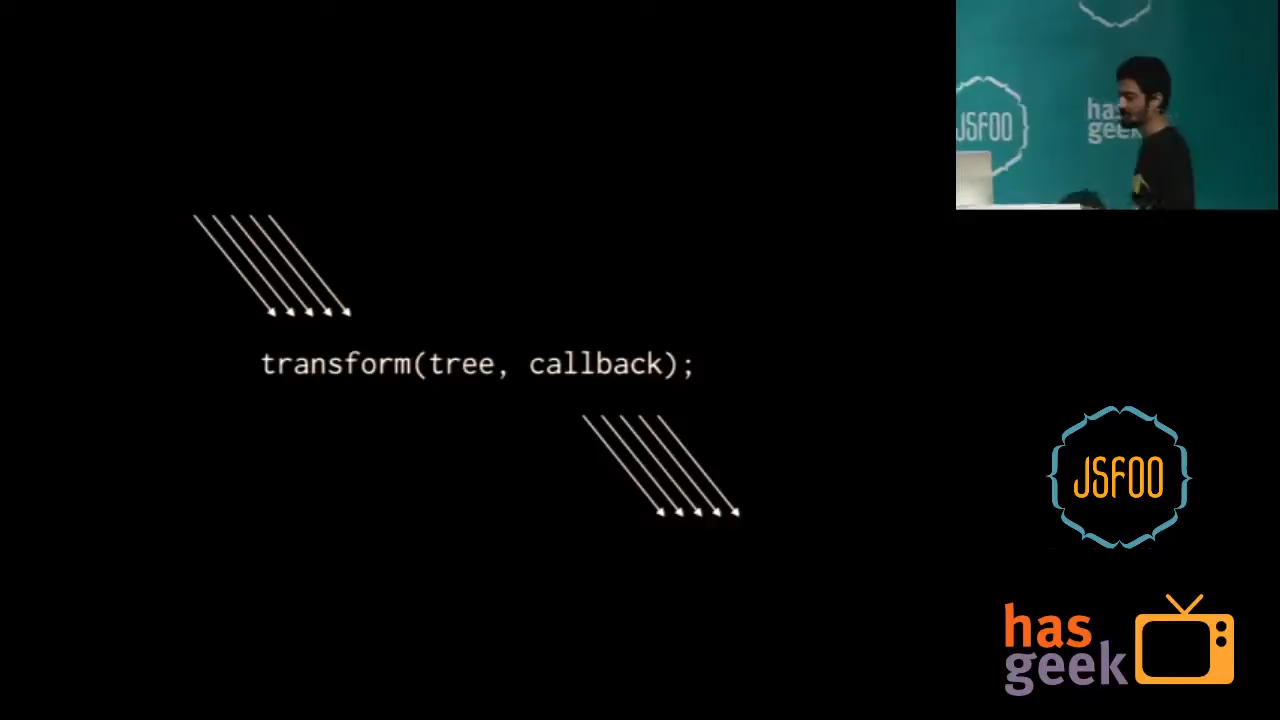 JSFOO
has
geek
transform(tree, callback);
JSFOO
has
geek